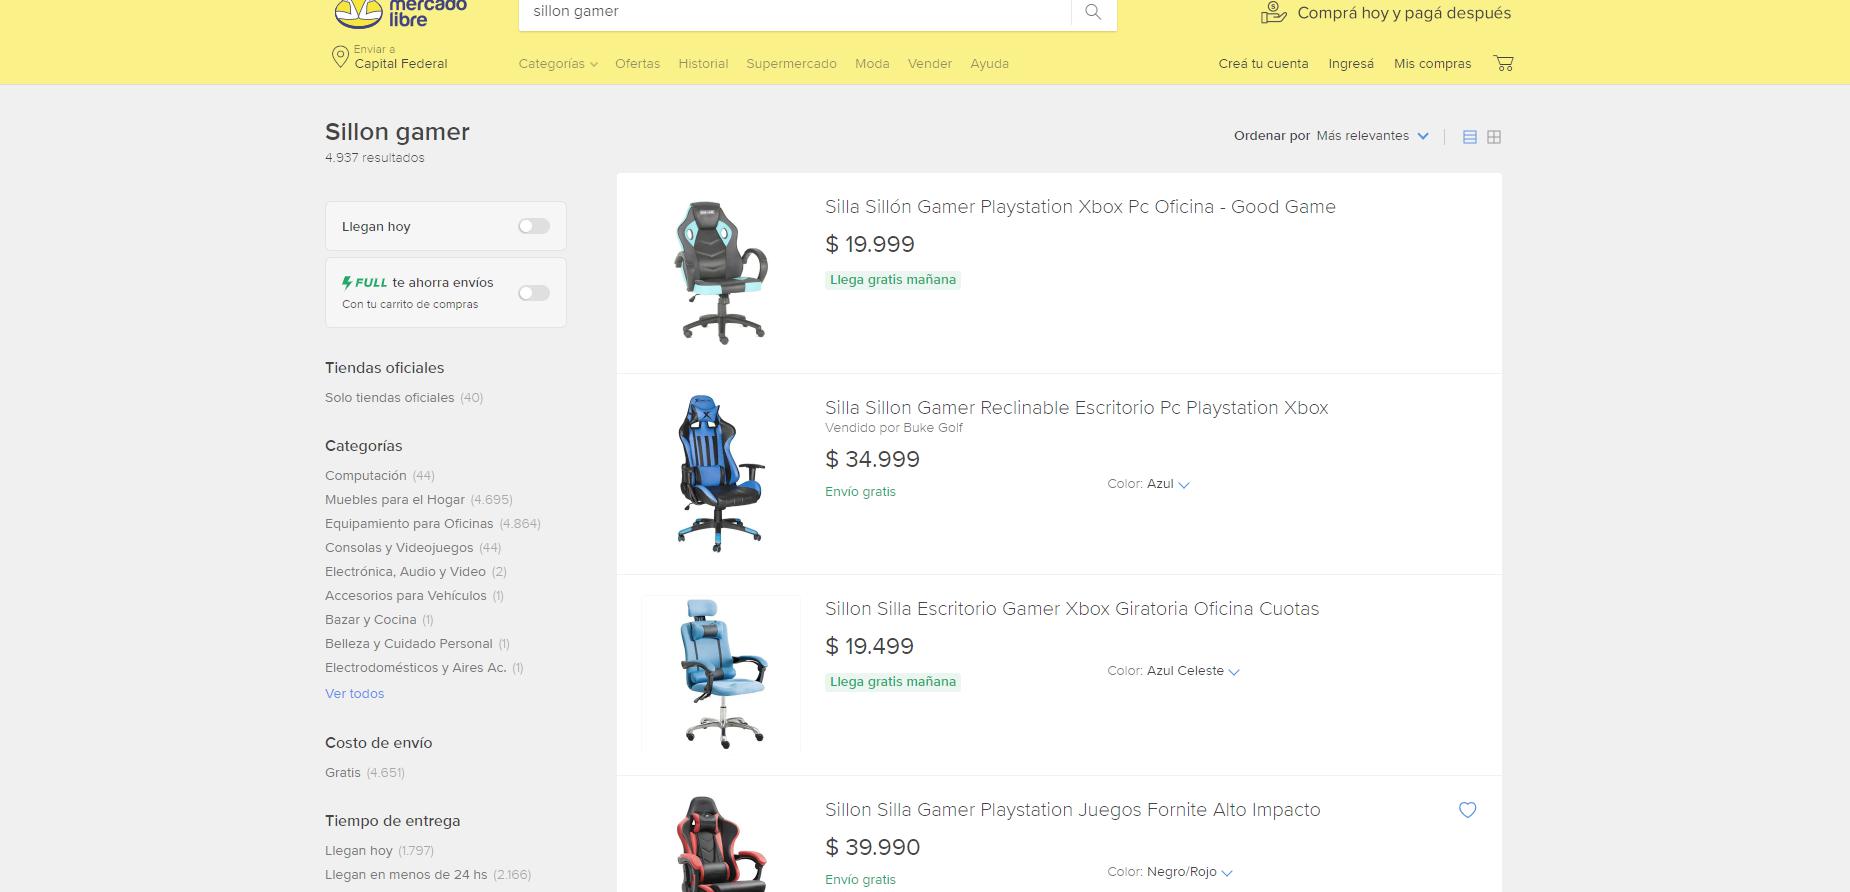 mercado
libre
sillon gamer
Comprá hoy y pagá después
Enviar a
Capital Federal
Categorías
Ofertas
Historial
Supermercado
Moda
Vender
Ayuda
Creá tu cuenta
Ingresá
Mis compras
Sillon gamer
4.937 resultados
Ordenar por Más relevantes
Llegan hoy
FULL te ahorra envíos
Con tu carrito de compras
Tiendas oficiales
Solo tiendas oficiales (40)
Categorías
Computación (44)
Muebles para el Hogar (4.695)
Equipamiento para Oficinas (4.864)
Consolas y Videojuegos (44)
Electrónica, Audio y Video (2)
Accesorios para Vehículos (1)
Bazar y Cocina (1)
Belleza y Cuidado Personal (1)
Electrodomésticos y Aires Ac. (1)
Ver todos
Costo de envío
Gratis (4.651)
Tiempo de entrega
Llegan hoy (1.797)
Llegan en menos de 24 hs (2.166)
Silla Sillón Gamer Playstation Xbox Pc Oficina - Good Game
$ 19.999
Llega gratis mañana
Silla Sillon Gamer Reclinable Escritorio Pc Playstation Xbox
Vendido por Buke Golf
$ 34.999
Envío gratis
Color: Azul
Sillon Silla Escritorio Gamer Xbox Giratoria Oficina Cuotas
$ 19.499
Llega gratis mañana
Color: Azul Celeste
Sillon Silla Gamer Playstation Juegos Fornite Alto Impacto
$ 39.990
Envío gratis
Color: Negro/Rojo